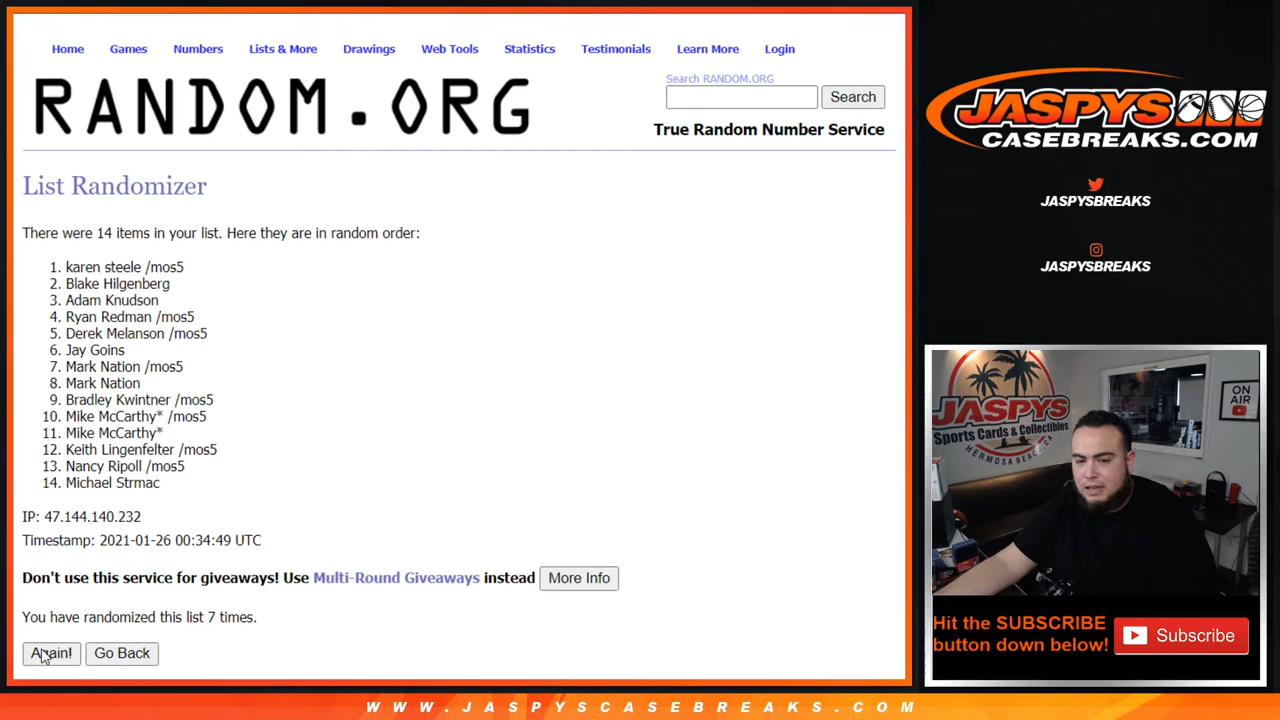 Home Games Numbers Lists & More Drawings Web Tools Statistics Testimonials Learn More Login
RANDOM.ORG
Search RANDOM.ORG
Search
True Random Number Service
List Randomizer
There were 14 items in your list. Here they are in random order:
1. karen steele /mos5
2. Blake Hilgenberg
3. Adam Knudson
4. Ryan Redman /mos5
5. Derek Melanson /mos5
6. Jay Goins
7. Mark Nation /mos5
8. Mark Nation
9. Bradley Kwintner /mos5
10. Mike McCarthy* /mos5
11. Mike McCarthy*
12. Keith Lingenfelter /mos5
13. Nancy Ripoll /mos5
14. Michael Strmac
IP: 47.144.140.232
Timestamp: 2021-01-26 00:34:49 UTC
Don't use this service for giveaways! Use Multi-Round Giveaways instead More Info
You have randomized this list 7 times.
Again! Go Back
JASPYS
CASEBREAKS.COM
JASPYSBREAKS
JASPYSBREAKS
JASPYS
Sports Cards & Collectibles
HERMOSA BEACH, CA
ON AIR
Hit the SUBSCRIBE
button down below!
Subscribe
WWW.JASPYSCASEBREAKS.COM